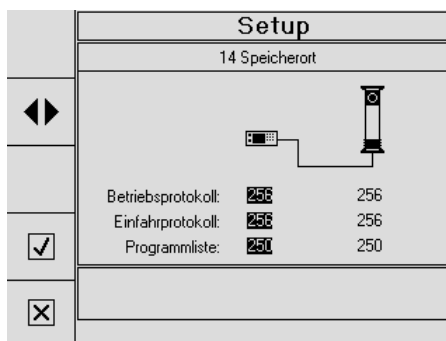 Setup
14 Speicherort
Betriebsprotokoll: 256 256
Einfahrprotokoll: 256 256
Programmliste: 250 250